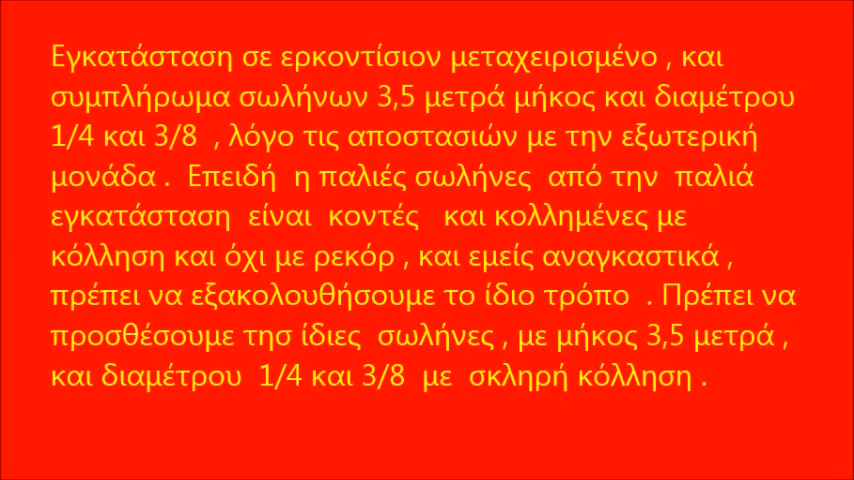 Εγκατάσταση σε ερκοντίσιον μεταχειρισμένο , και
συμπλήρωμα σωλήνων 3,5 μετρά μήκος και διαμέτρου
1/4 και 3/8  , λόγο τις αποστασιών με την εξωτερική
μονάδα .  Επειδή  η παλιές σωλήνες  από την  παλιά
εγκατάσταση  είναι  κοντές   και κολλημένες με
κόλληση και όχι με ρεκόρ , και εμείς αναγκαστικά ,
πρέπει να εξακολουθήσουμε το ίδιο τρόπο  . Πρέπει να
προσθέσουμε τησ ίδιες  σωλήνες , με μήκος 3,5 μετρά ,
και διαμέτρου  1/4 και 3/8  με  σκληρή κόλληση .